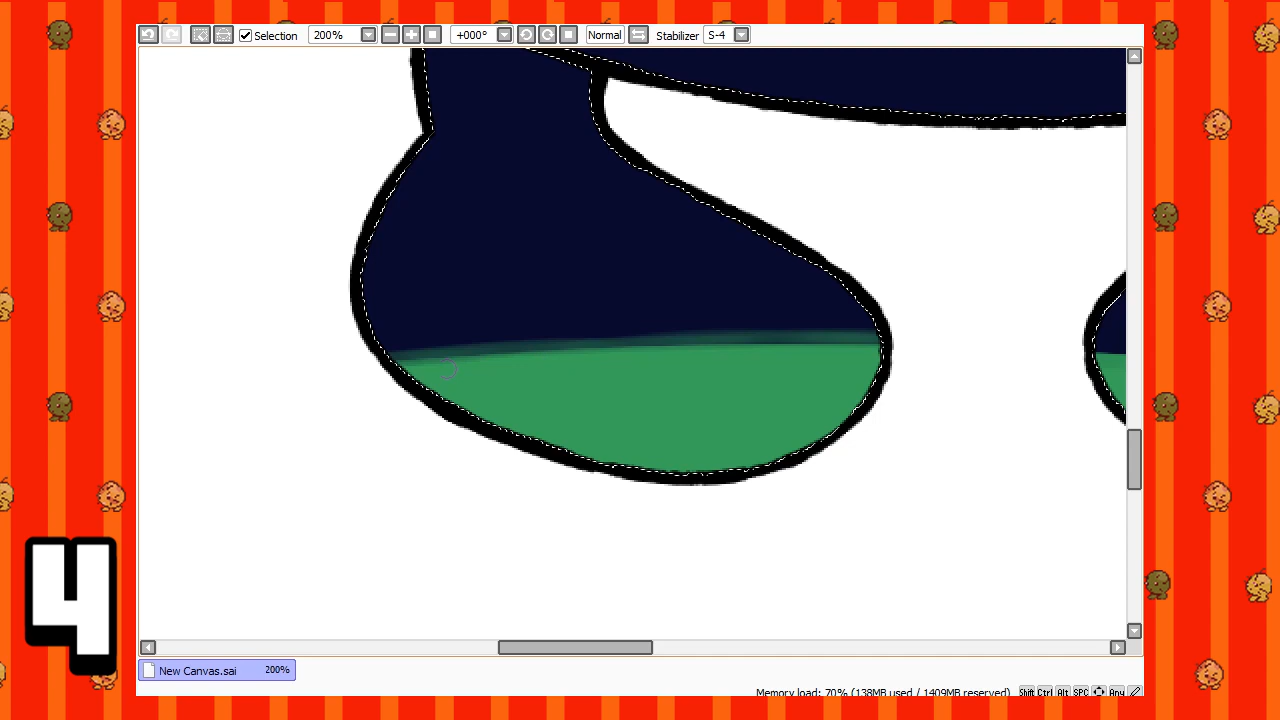 Selection 200% +000° Normal Stabilizer S-4
4
New Canvas.sai 200%
Memory load: 70% (138MB used / 1409MB reserved) Shift Ctrl Alt SPC Any